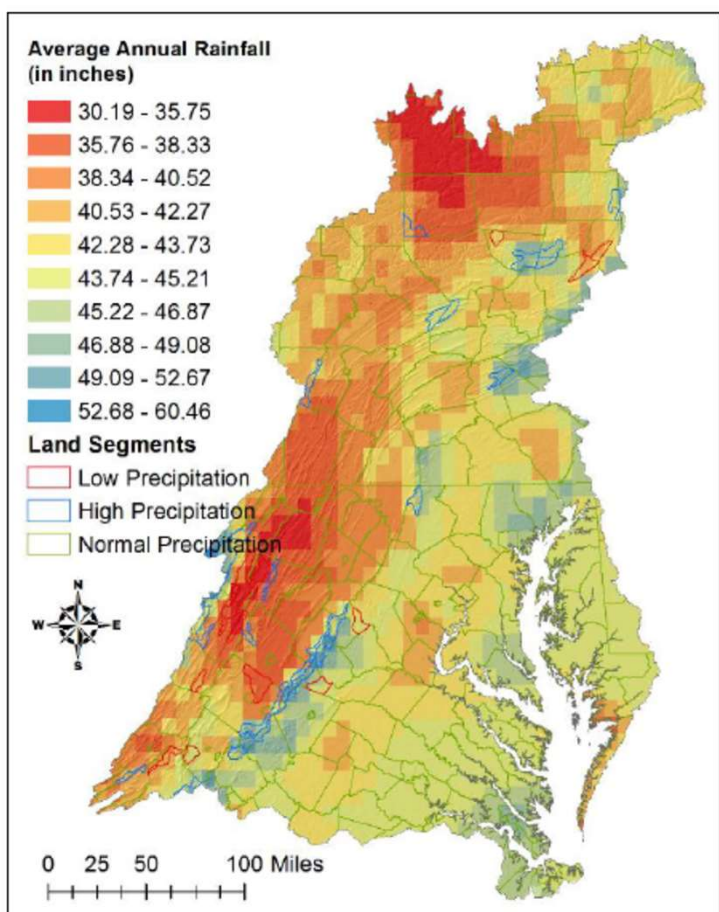 Average Annual Rainfall
(in inches)
30.19 - 35.75
35.76 - 38.33
38.34 - 40.52
40.53 - 42.27
42.28 - 43.73
43.74 - 45.21
45.22 - 46.87
46.88 - 49.08
49.09 - 52.67
52.68 - 60.46
Land Segments
Low Precipitation
High Precipitation
Normal Precipitation
N
W E
S
0 25 50 100 Miles